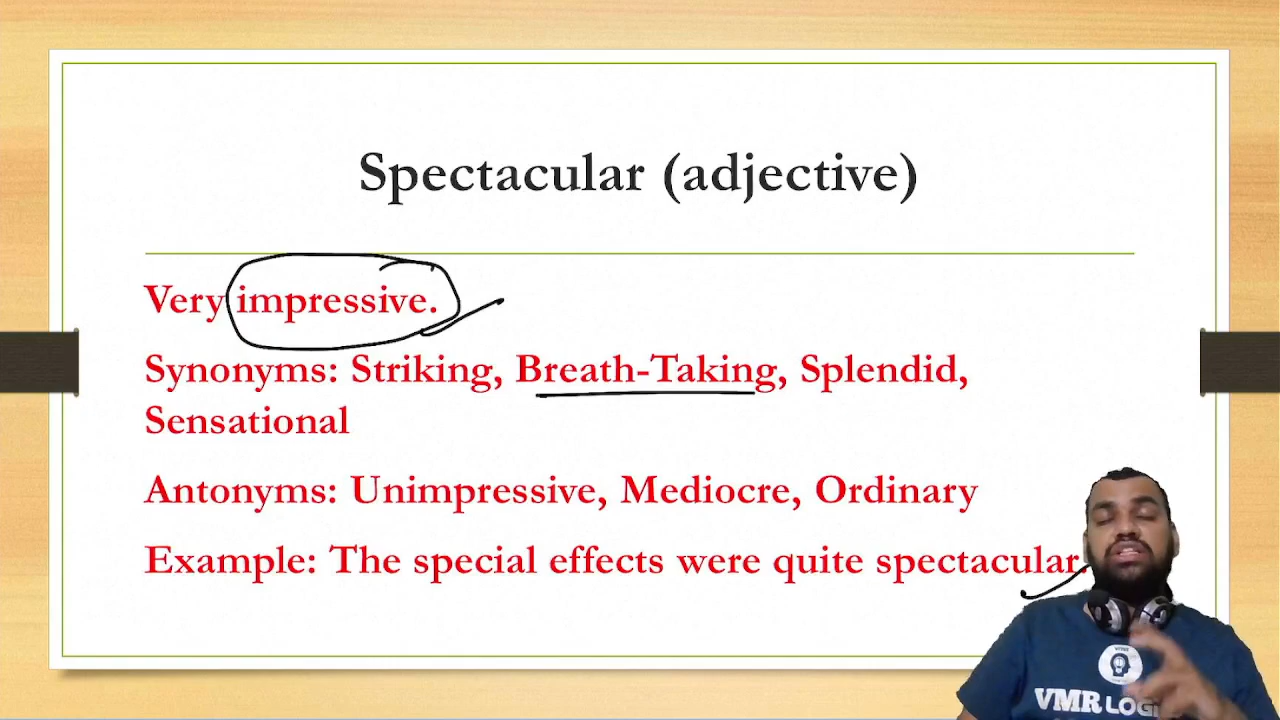 Spectacular (adjective)
Very impressive.
Synonyms: Striking, Breath-Taking, Splendid,
Sensational
Antonyms: Unimpressive, Mediocre, Ordinary
Example: The special effects were quite spectacular.
VMR LOGI